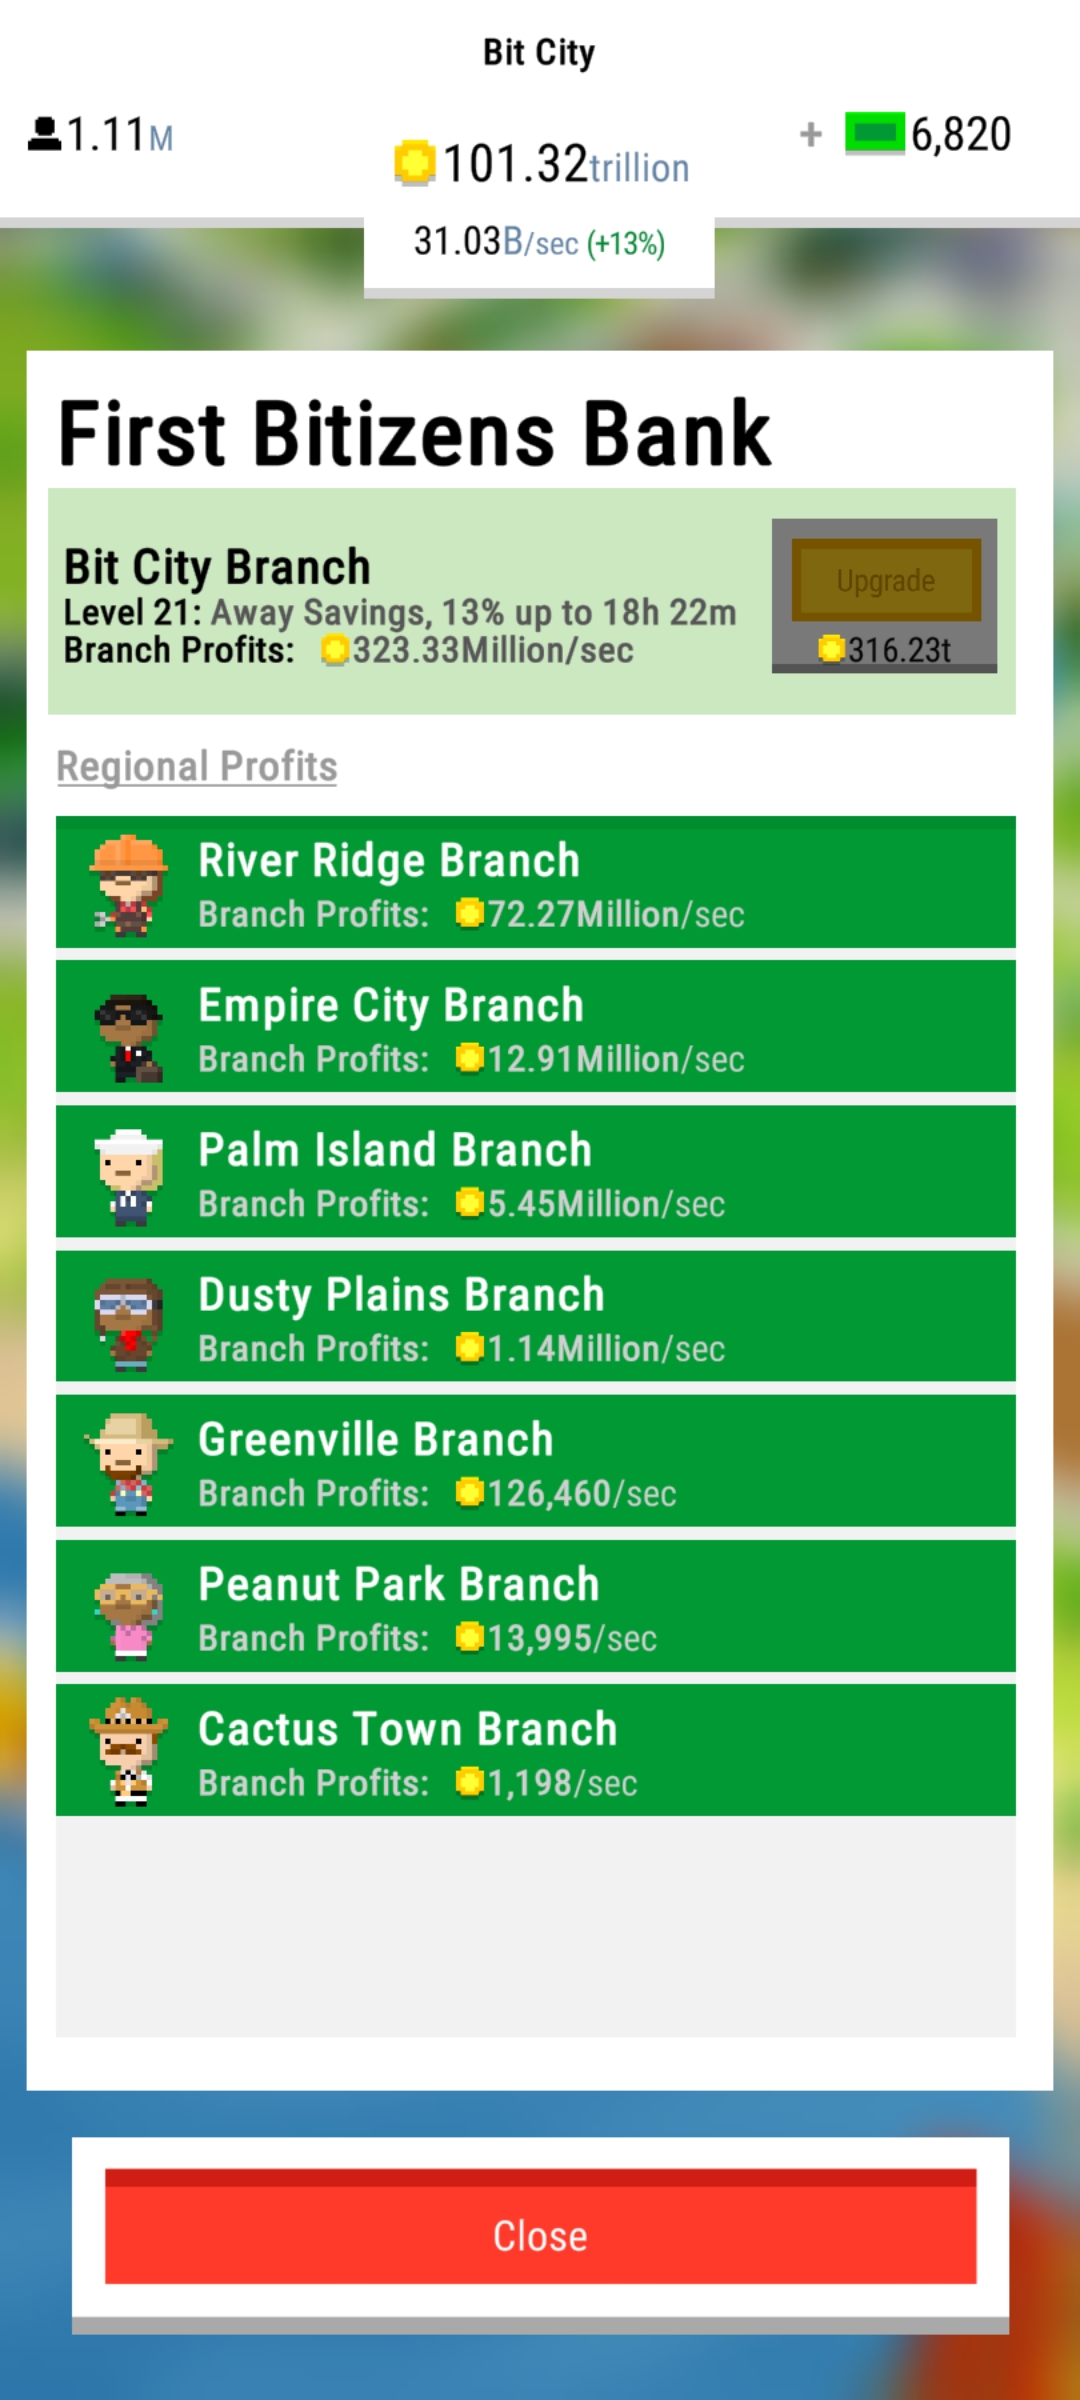 Bit City
1.11M
101.32trillion
+ 6,820
31.03B/sec (+13%)
First Bitizens Bank
Bit City Branch
Level 21: Away Savings, 13% up to 18h 22m
Branch Profits: 323.33Million/sec
Upgrade
316.23t
Regional Profits
River Ridge Branch
Branch Profits: 72.27Million/sec
Empire City Branch
Branch Profits: 12.91Million/sec
Palm Island Branch
Branch Profits: 5.45Million/sec
Dusty Plains Branch
Branch Profits: 1.14Million/sec
Greenville Branch
Branch Profits: 126,460/sec
Peanut Park Branch
Branch Profits: 13,995/sec
Cactus Town Branch
Branch Profits: 1,198/sec
Close